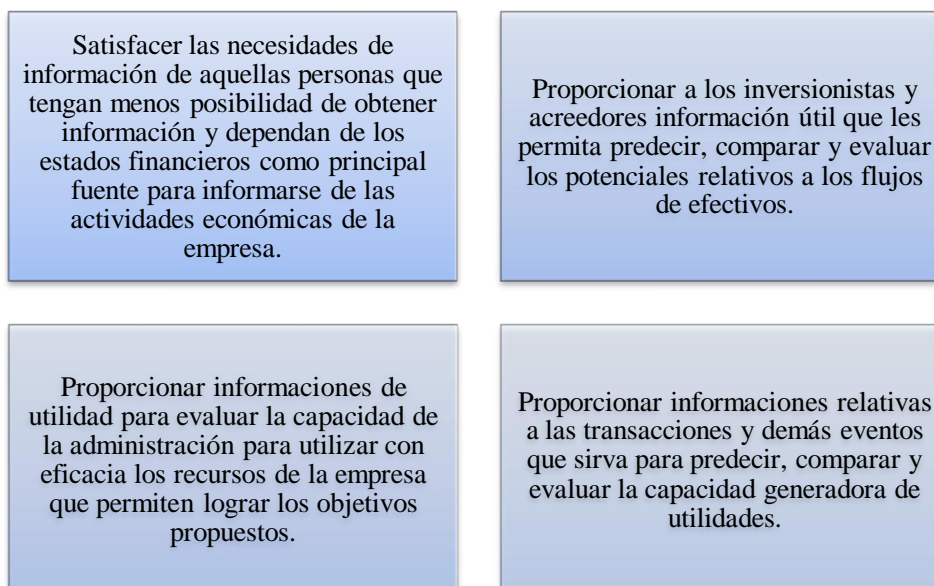 Satisfacer las necesidades de
información de aquellas personas que
tengan menos posibilidad de obtener
información y dependan de los
estados financieros como principal
fuente para informarse de las
actividades económicas de la
empresa.
Proporcionar a los inversionistas y
acreedores información útil que les
permita predecir, comparar y evaluar
los potenciales relativos a los flujos
de efectivos.
Proporcionar informaciones de
utilidad para evaluar la capacidad de
la administración para utilizar con
eficacia los recursos de la empresa
que permiten lograr los objetivos
propuestos.
Proporcionar informaciones relativas
a las transacciones y demás eventos
que sirva para predecir, comparar y
evaluar la capacidad generadora de
utilidades.